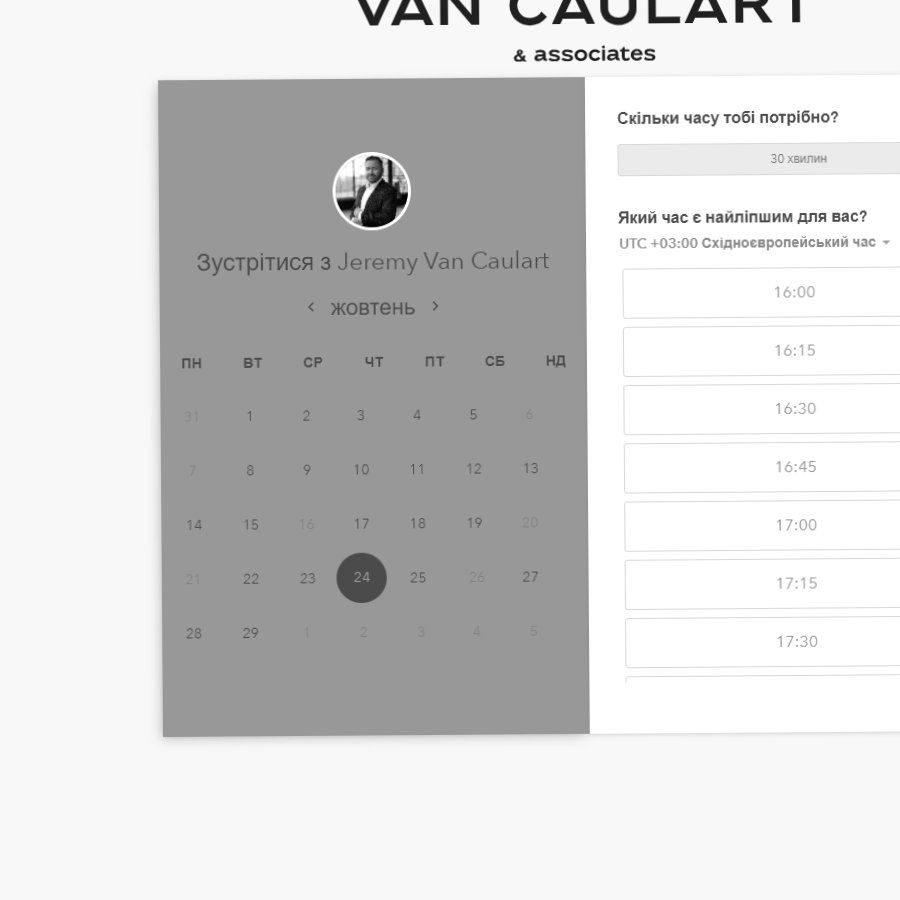 VAN CAULART
& associates
Зустрітися з Jeremy Van Caulart
жовтень
ПН ВТ СР ЧТ ПТ СБ НД
31 1 2 3 4 5 6
7 8 9 10 11 12 13
14 15 16 17 18 19 20
21 22 23 24 25 26 27
28 29 1 2 3 4 5
Скільки часу тобі потрібно?
30 хвилин
Який час є найліпшим для вас?
UTC +03:00 Східноєвропейський час
16:00
16:15
16:30
16:45
17:00
17:15
17:30